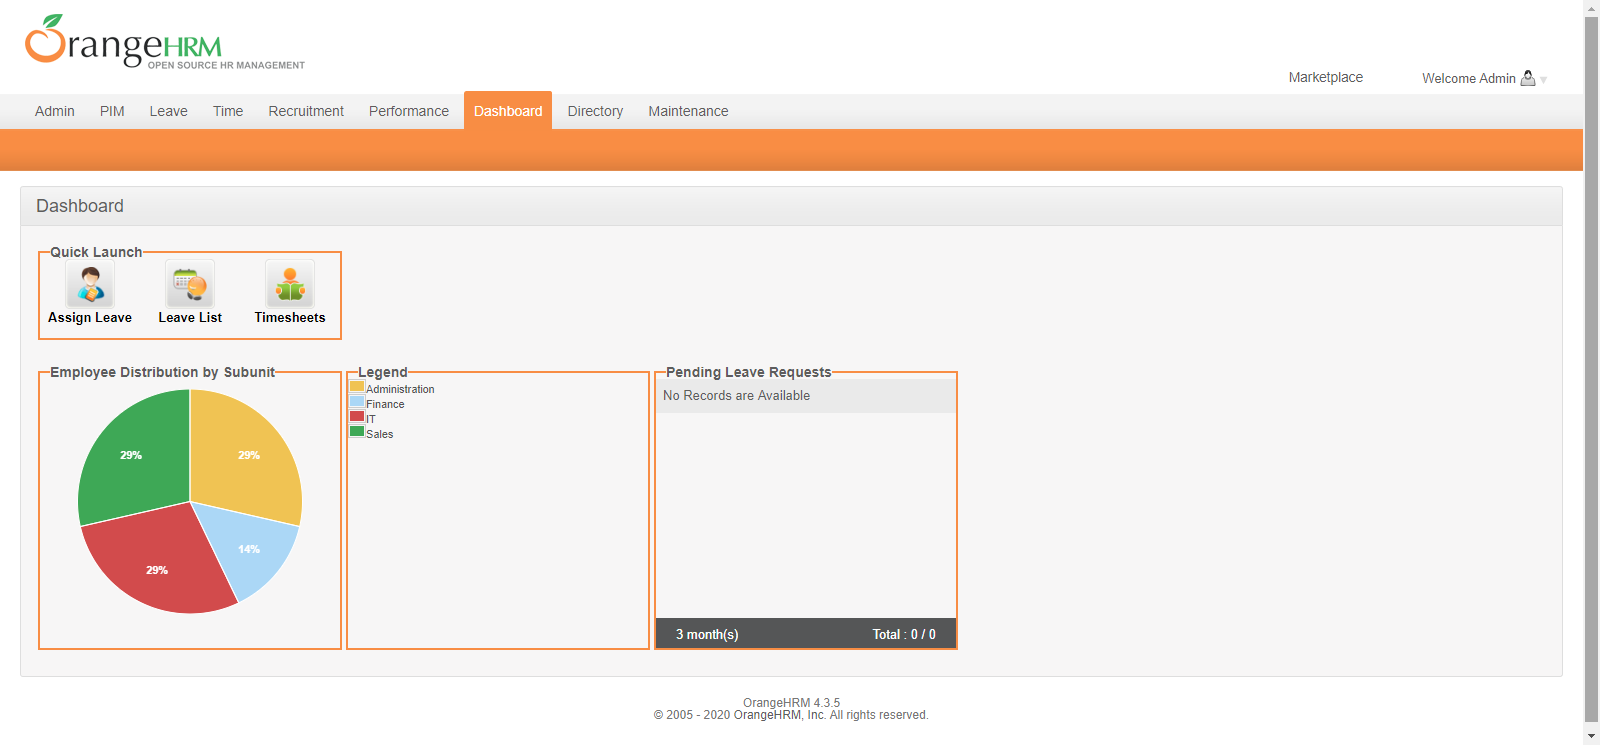 OrangeHRM
OPEN SOURCE HR MANAGEMENT
Marketplace
Welcome Admin
Admin PIM Leave Time Recruitment Performance Dashboard Directory Maintenance
Dashboard
Quick Launch
Assign Leave Leave List Timesheets
Employee Distribution by Subunit
29%
29%
14%
29%
Legend
Administration
Finance
IT
Sales
Pending Leave Requests
No Records are Available
3 month(s) Total : 0 / 0
OrangeHRM 4.3.5
© 2005 - 2020 OrangeHRM, Inc. All rights reserved.